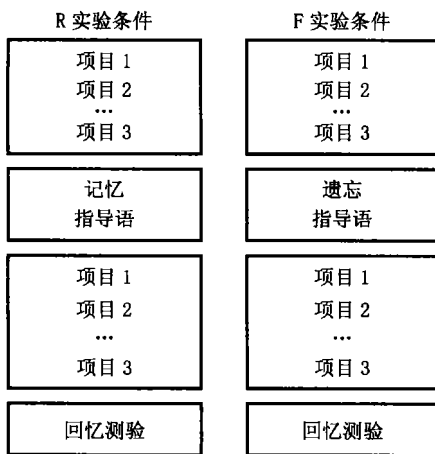 R 实验条件
项目 1
项目 2
...
项目 3
记忆
指导语
项目 1
项目 2
...
项目 3
回忆测验
F 实验条件
项目 1
项目 2
...
项目 3
遗忘
指导语
项目 1
项目 2
...
项目 3
回忆测验